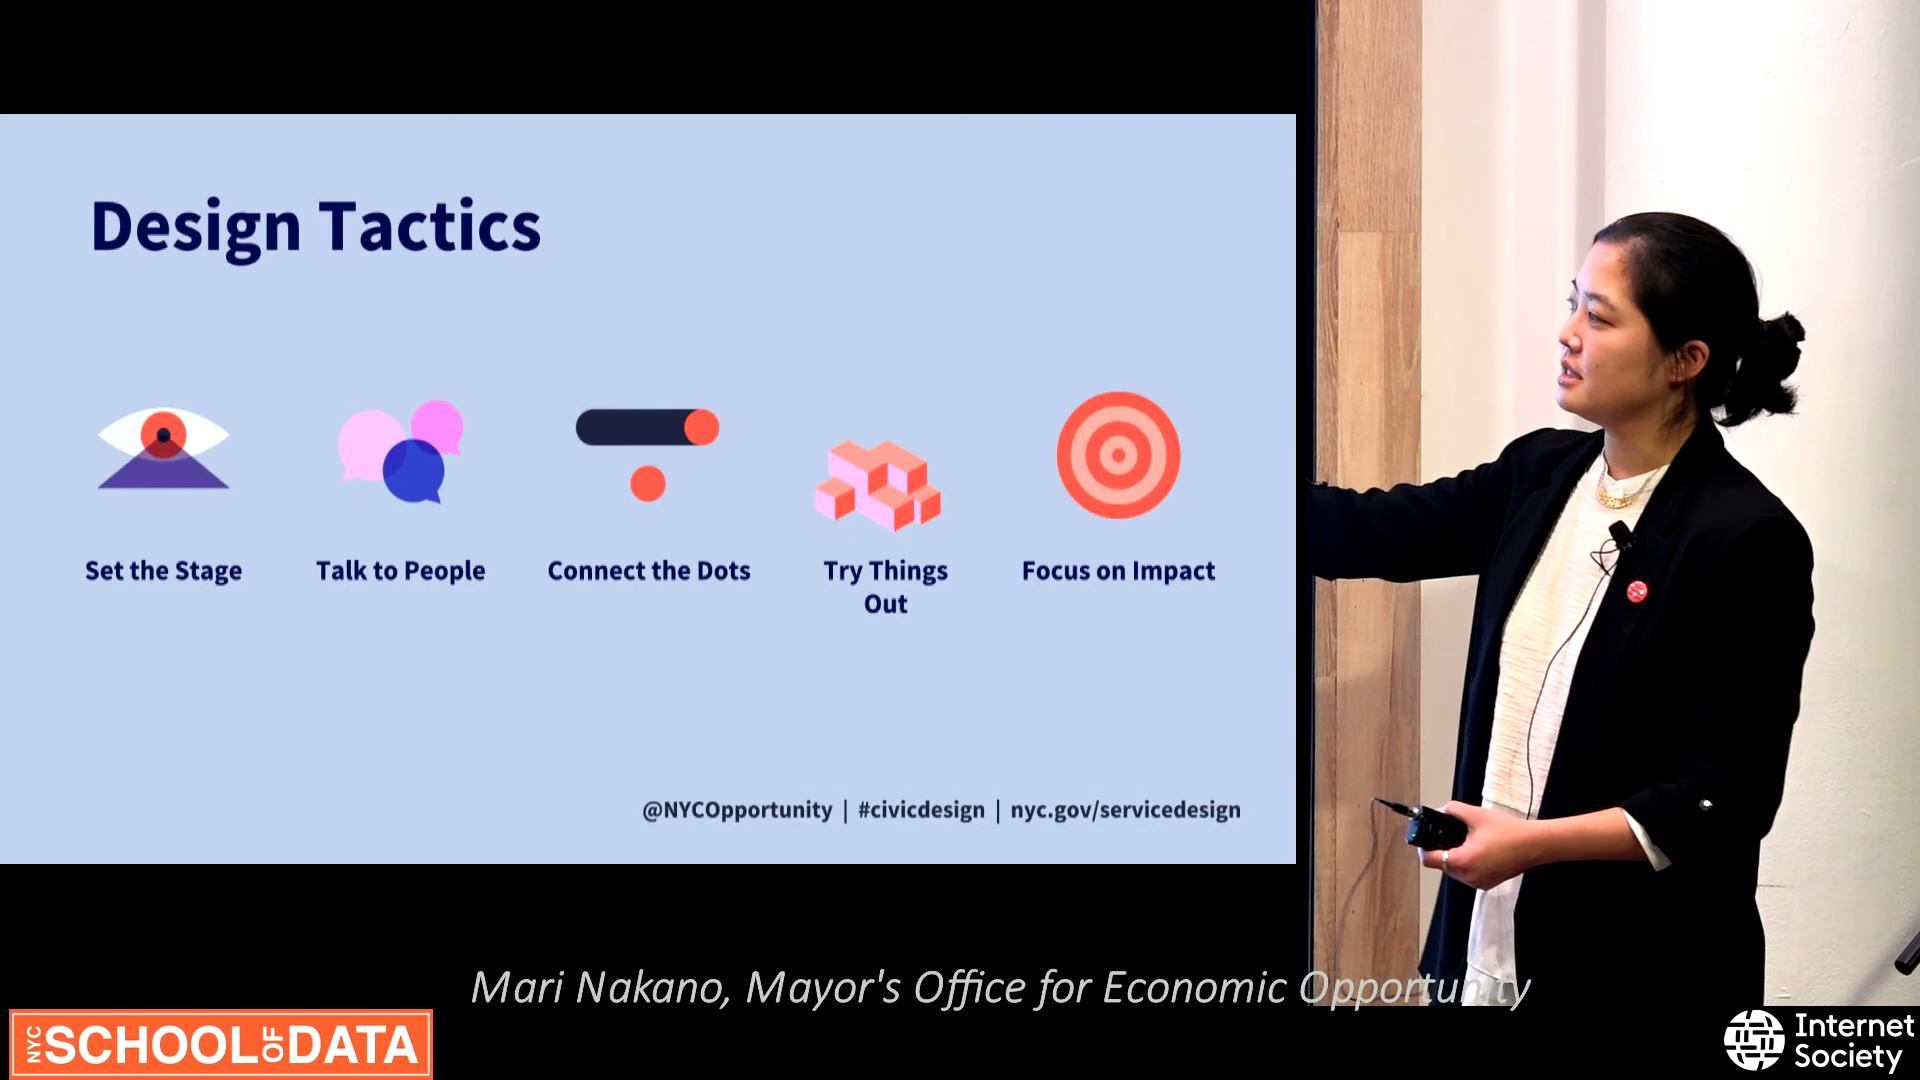 Design Tactics
Set the Stage
Talk to People
Connect the Dots
Try Things
Out
Focus on Impact
@NYCOpportunity | #civicdesign | nyc.gov/servicedesign
Mari Nakano, Mayor's Office for Economic Opportunity
NYC SCHOOL OF DATA
Internet
Society